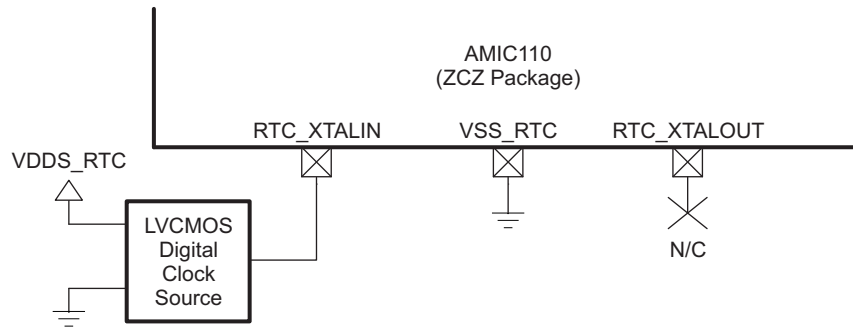 AMIC110
(ZCZ Package)
RTC_XTALIN
VSS_RTC
RTC_XTALOUT
VDDS_RTC
LVCMOS
Digital
Clock
Source
N/C